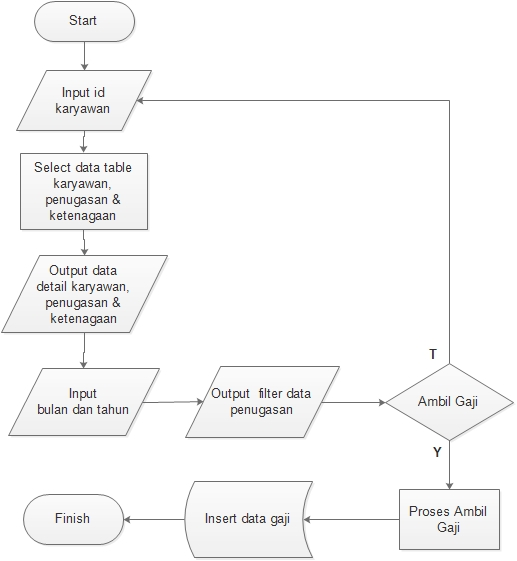 Start
Input id
karyawan
Select data table
karyawan,
penugasan &
ketenagaan
Output data
detail karyawan,
penugasan &
ketenagaan
Input
bulan dan tahun
Output filter data
penugasan
Ambil Gaji
T
Y
Proses Ambil
Gaji
Insert data gaji
Finish